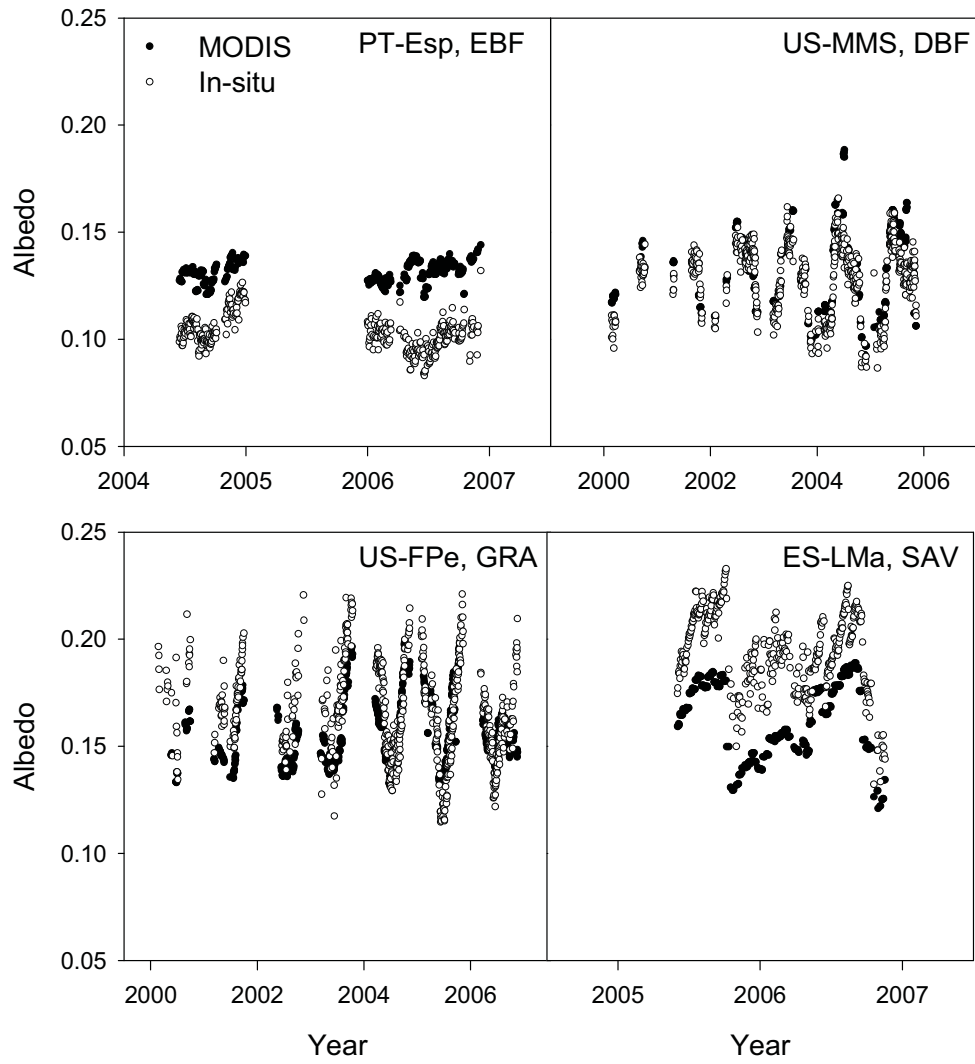 0.25
PT-Esp, EBF
US-MMS, DBF
MODIS
In-situ
0.20
0.15
0.10
0.05
Albedo
2004
2005
2006
2007
2000
2002
2004
2006
0.25
US-FPe, GRA
ES-LMa, SAV
0.20
0.15
0.10
0.05
Albedo
2000
2002
2004
2006
2005
2006
2007
Year
Year